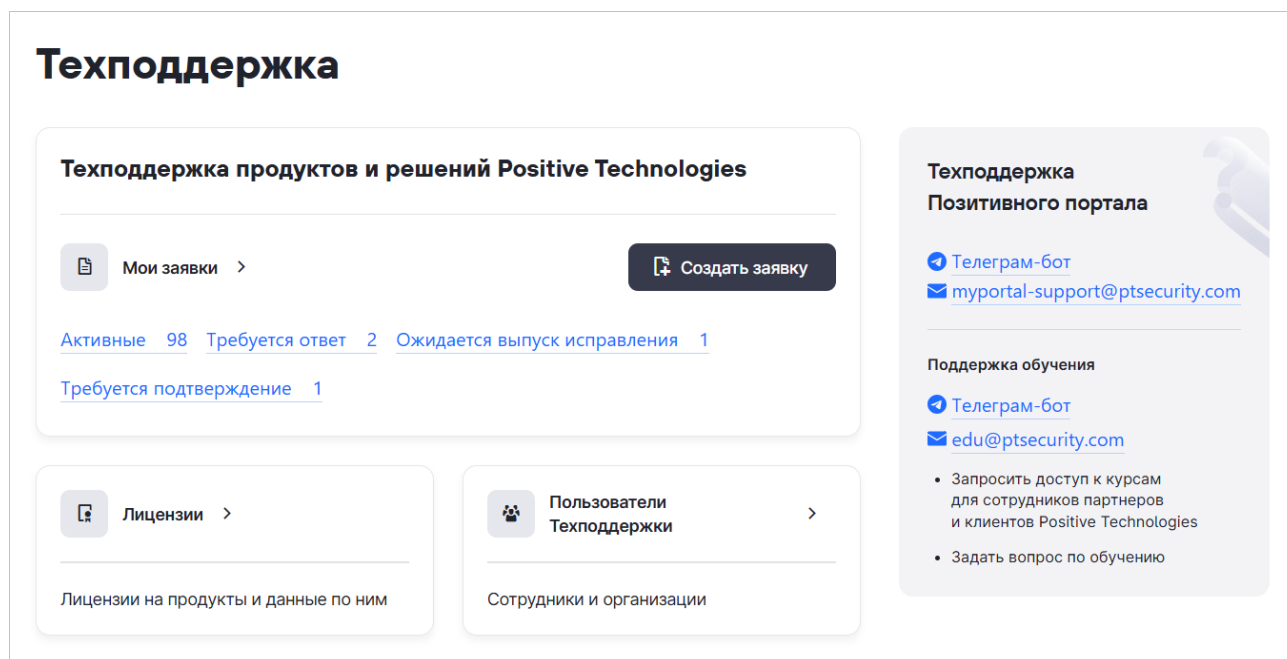 Техподдержка
Техподдержка продуктов и решений Positive Technologies
Мои заявки
Создать заявку
Активные 98 Требуется ответ 2 Ожидается выпуск исправления 1
Требуется подтверждение 1
Лицензии
Лицензии на продукты и данные по ним
Пользователи
Техподдержки
Сотрудники и организации
Техподдержка
Позитивного портала
Телеграм-бот
myportal-support@ptsecurity.com
Поддержка обучения
Телеграм-бот
edu@ptsecurity.com
• Запросить доступ к курсам
для сотрудников партнеров
и клиентов Positive Technologies
• Задать вопрос по обучению